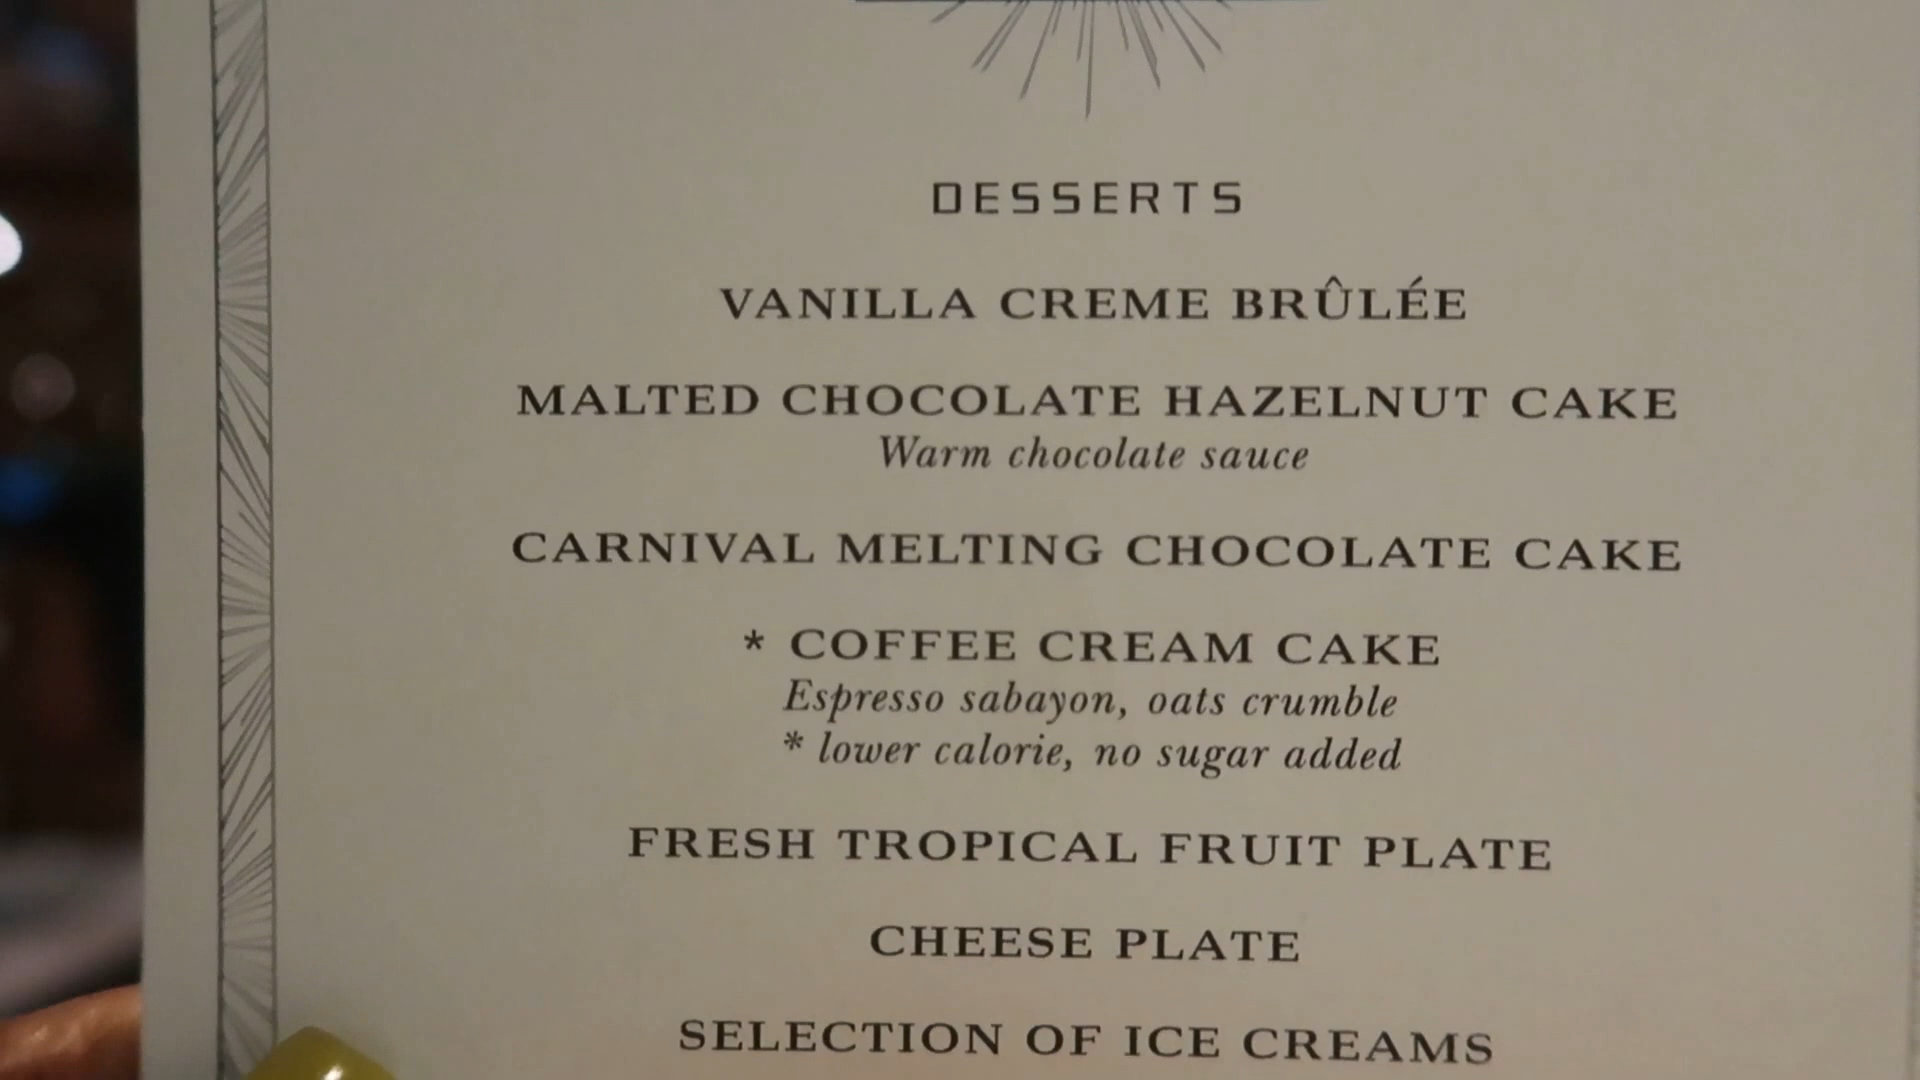 DESSERTS
VANILLA CREME BRÛLÉE
MALTED CHOCOLATE HAZELNUT CAKE
Warm chocolate sauce
CARNIVAL MELTING CHOCOLATE CAKE
* COFFEE CREAM CAKE
Espresso sabayon, oats crumble
* lower calorie, no sugar added
FRESH TROPICAL FRUIT PLATE
CHEESE PLATE
SELECTION OF ICE CREAMS